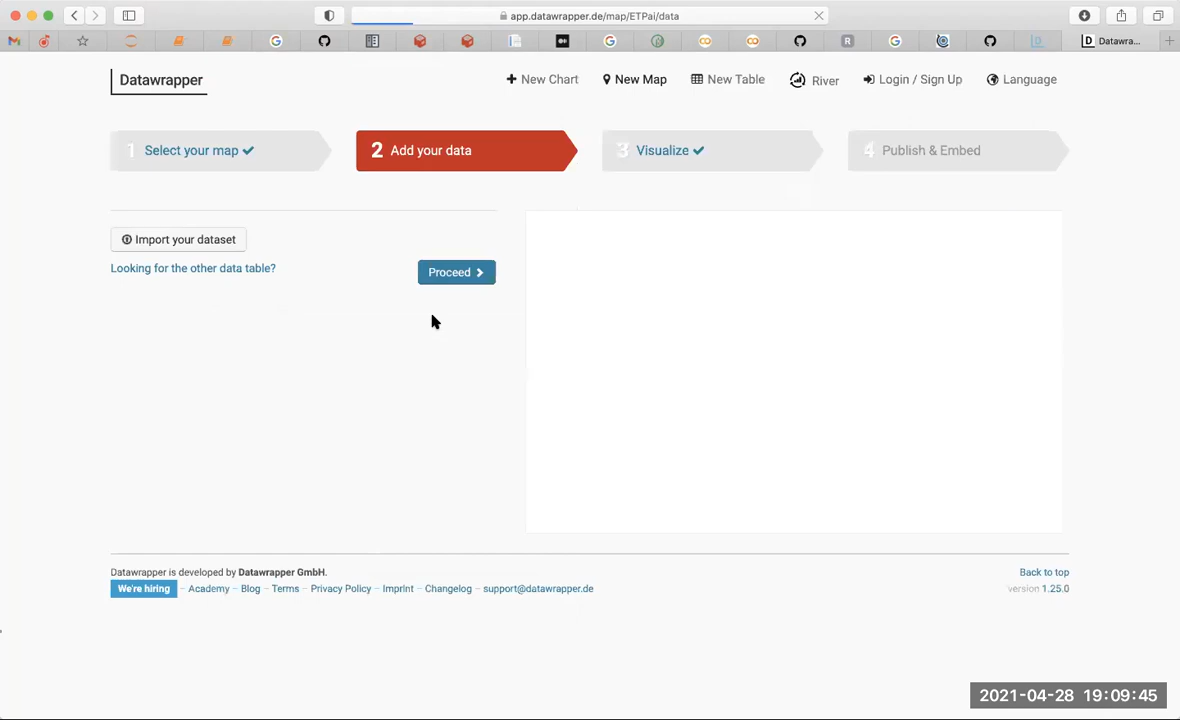 app.datawrapper.de/map/ETPai/data
Datawra...
Datawrapper
New Chart
New Map
New Table
River
Login / Sign Up
Language
1 Select your map
2 Add your data
3 Visualize
4 Publish & Embed
Import your dataset
Looking for the other data table?
Proceed
Datawrapper is developed by Datawrapper GmbH.
Back to top
We're hiring – Academy – Blog – Terms – Privacy Policy – Imprint – Changelog – support@datawrapper.de
version 1.25.0
2021-04-28 19:09:45